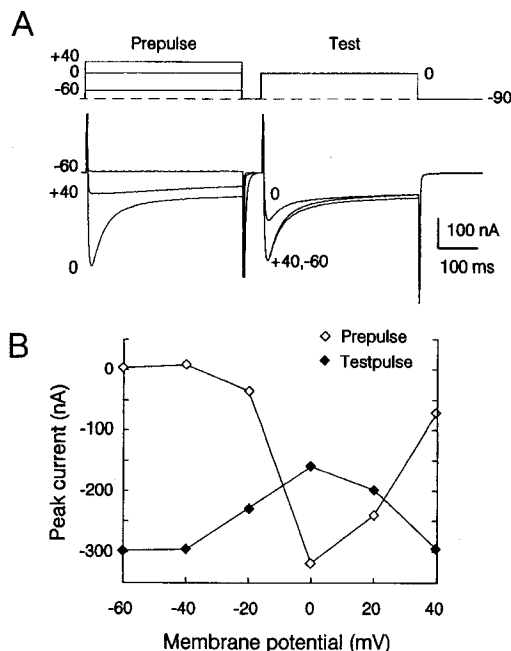 A
Prepulse
Test
+40
0
-60
0
-90
-60
+40
0
0
+40,-60
100 nA
100 ms
B
Prepulse
Testpulse
Peak current (nA)
0
-100
-200
-300
-60
-40
-20
0
20
40
Membrane potential (mV)